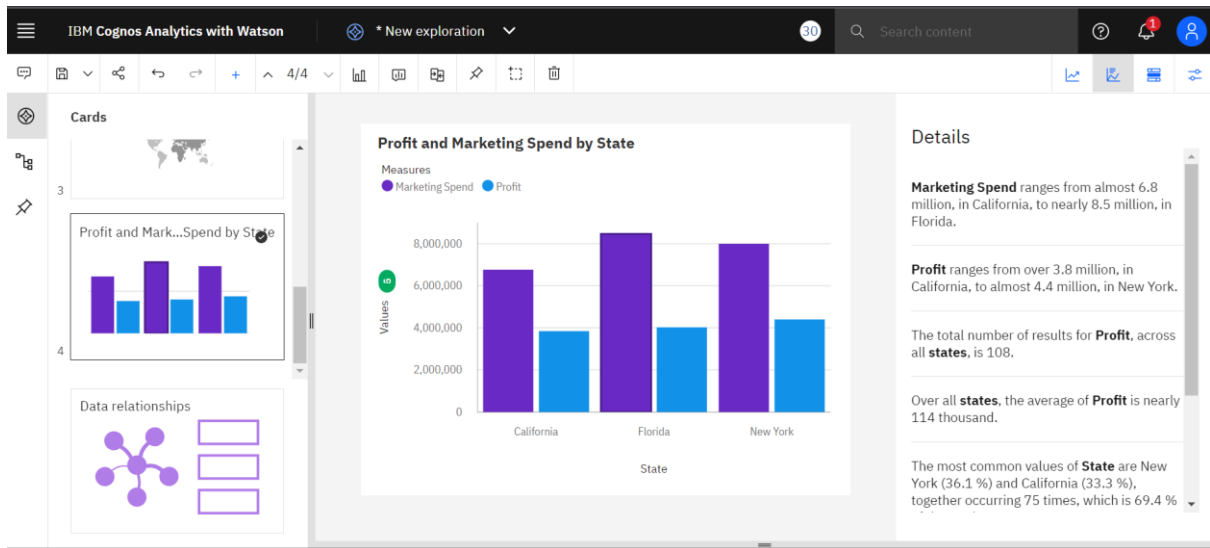 IBM Cognos Analytics with Watson
* New exploration
30
Search content
1
4/4
Cards
3
Profit and Mark...Spend by State
4
Data relationships
Profit and Marketing Spend by State
Measures
Marketing Spend Profit
8,000,000
6,000,000
4,000,000
2,000,000
0
Values
5
California Florida New York
State
Details
Marketing Spend ranges from almost 6.8
million, in California, to nearly 8.5 million, in
Florida.
Profit ranges from over 3.8 million, in
California, to almost 4.4 million, in New York.
The total number of results for Profit, across
all states, is 108.
Over all states, the average of Profit is nearly
114 thousand.
The most common values of State are New
York (36.1 %) and California (33.3 %),
together occurring 75 times, which is 69.4 %